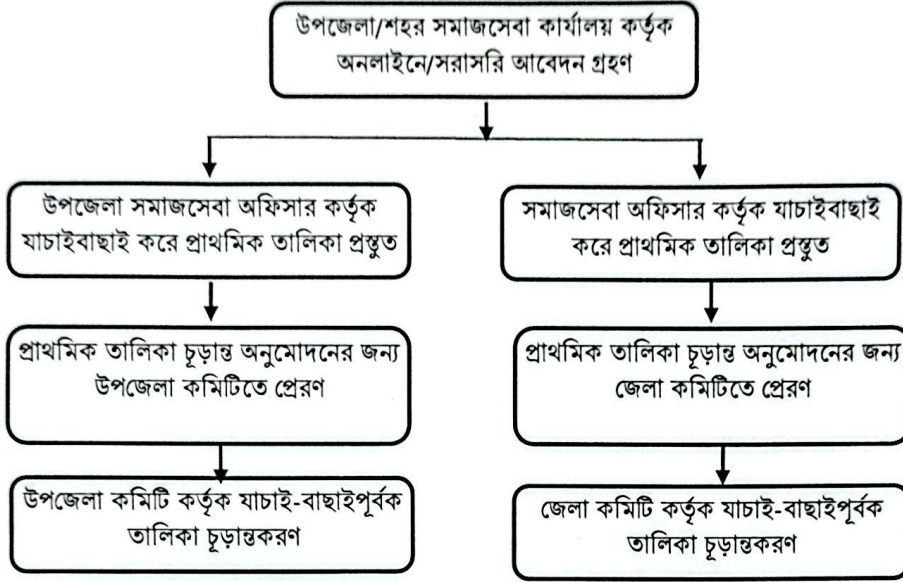 উপজেলা/শহর সমাজসেবা কার্যালয় কর্তৃক
অনলাইনে/সরাসরি আবেদন গ্রহণ
উপজেলা সমাজসেবা অফিসার কর্তৃক
যাচাইবাছাই করে প্রাথমিক তালিকা প্রস্তুত
প্রাথমিক তালিকা চূড়ান্ত অনুমোদনের জন্য
উপজেলা কমিটিতে প্রেরণ
উপজেলা কমিটি কর্তৃক যাচাই-বাছাইপূর্বক
তালিকা চূড়ান্তকরণ
সমাজসেবা অফিসার কর্তৃক যাচাইবাছাই
করে প্রাথমিক তালিকা প্রস্তুত
প্রাথমিক তালিকা চূড়ান্ত অনুমোদনের জন্য
জেলা কমিটিতে প্রেরণ
জেলা কমিটি কর্তৃক যাচাই-বাছাইপূর্বক
তালিকা চূড়ান্তকরণ